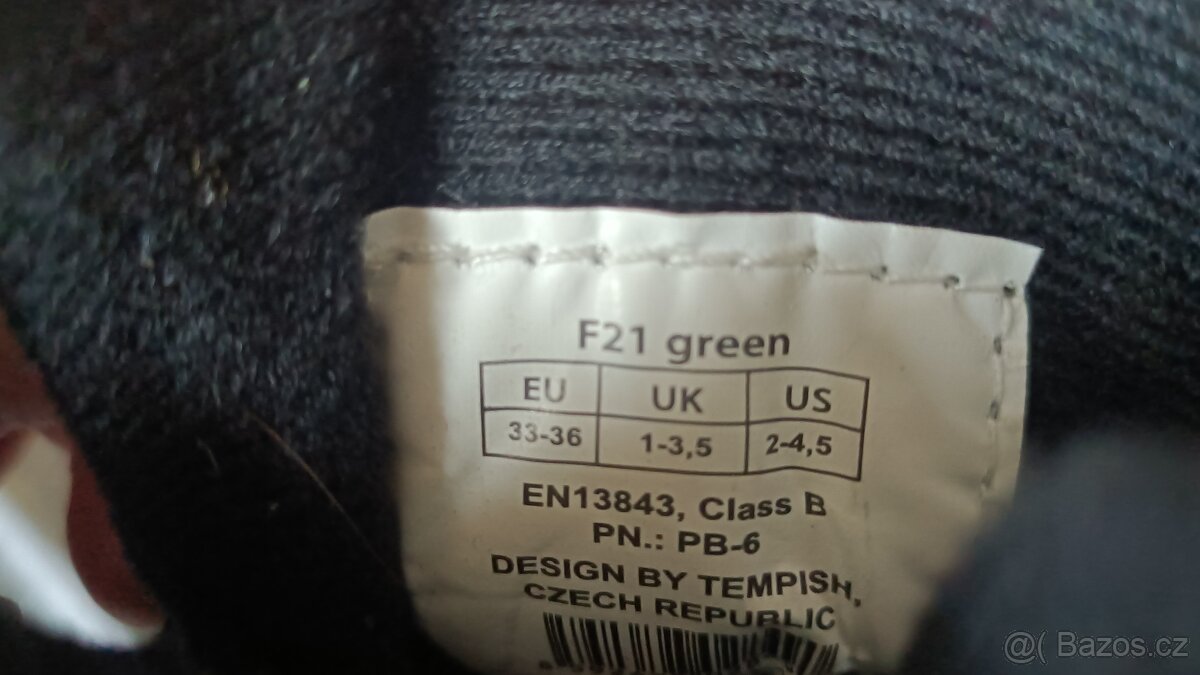 F21 green
EU UK US
33-36 1-3,5 2-4,5
EN13843, Class B
PN.: PB-6
DESIGN BY TEMPISH,
CZECH REPUBLIC
@( Bazos.cz